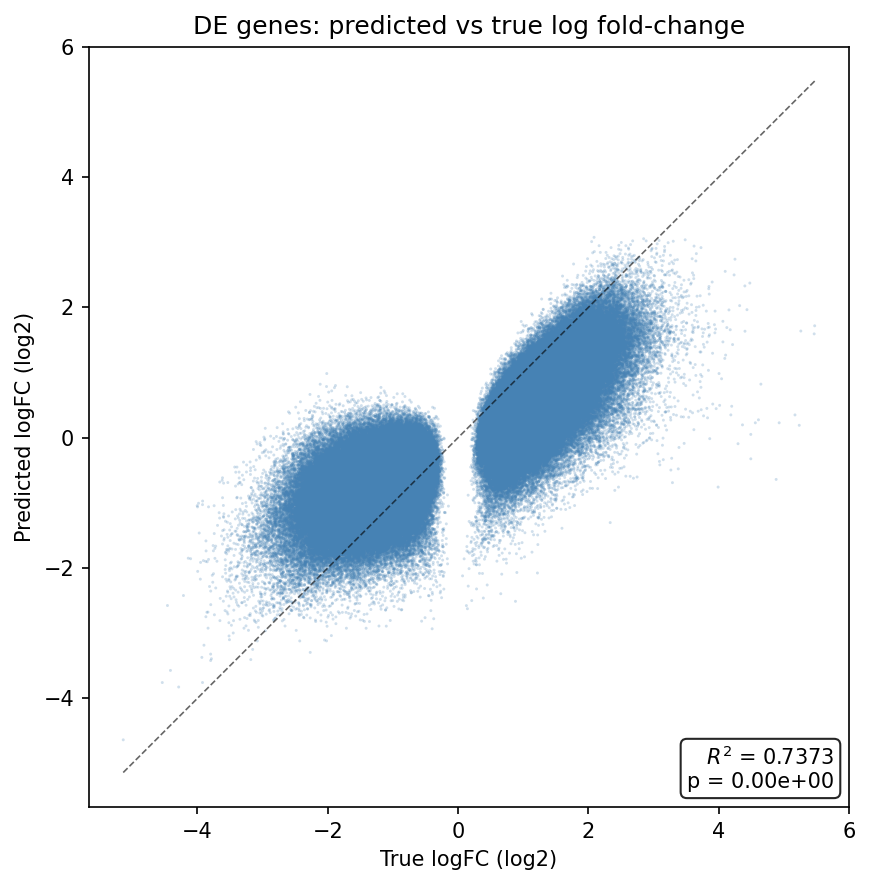 DE genes: predicted vs true log fold-change
6
4
2
0
−2
−4
Predicted logFC (log2)
−4 −2 0 2 4 6
True logFC (log2)
R² = 0.7373
p = 0.00e+00